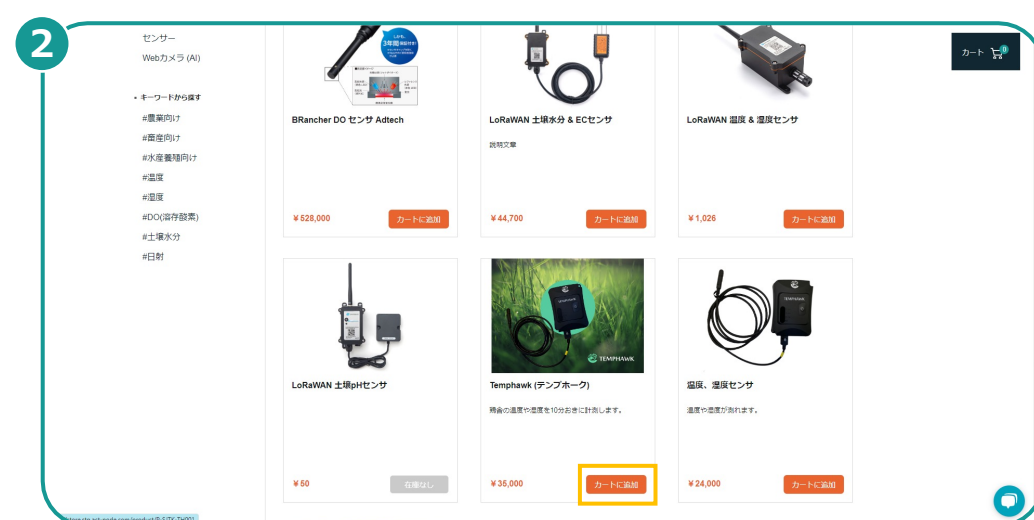 2
センサー
Webカメラ (AI)
キーワードから探す
#農業向け
#畜産向け
#水産養殖向け
#温度
#湿度
#DO(溶存酸素)
#土壌水分
#日射
カート 0
3年間
BRancher DO センサ Adtech
¥ 528,000
カートに追加
LoRaWAN 土壌水分 & ECセンサ
説明文章
¥ 44,700
カートに追加
LoRaWAN 温度 & 湿度センサ
¥ 1,026
カートに追加
LoRaWAN 土壌pHセンサ
¥ 50
在庫なし
TEMPHAWK
Temphawk (テンプホーク)
鶏舎の温度や湿度を10分おきに計測します。
¥ 35,000
カートに追加
TEMPHAWK
温度、湿度センサ
温度や湿度が測れます。
¥ 24,000
カートに追加